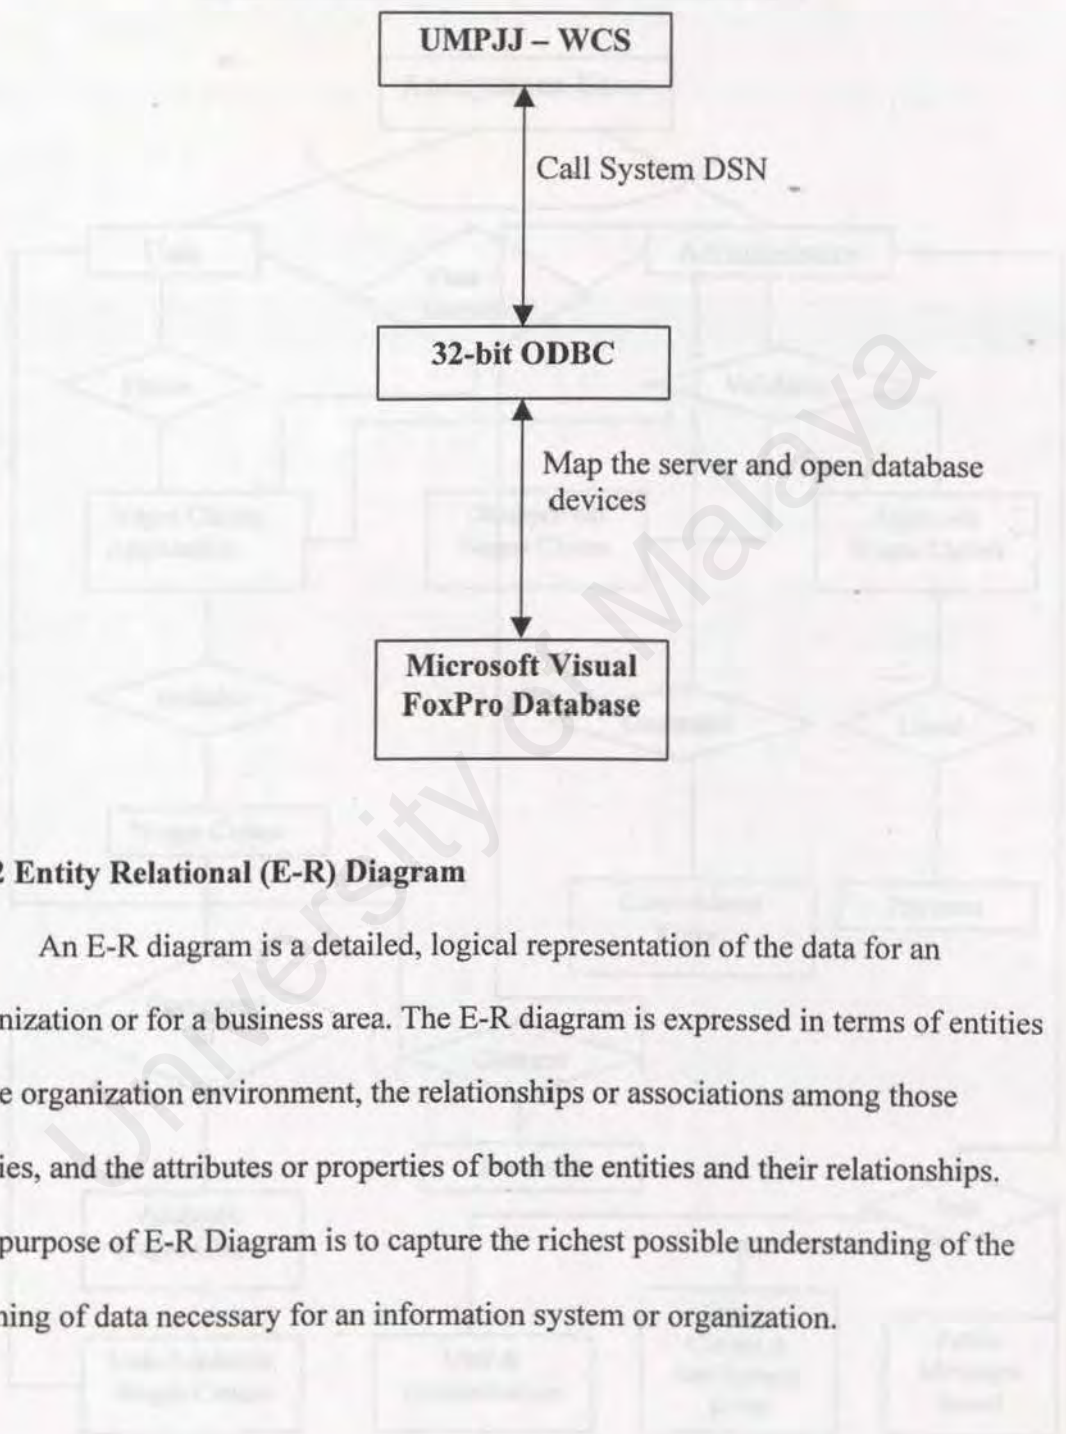 UMPJJ – WCS
Call System DSN
32-bit ODBC
Map the server and open database
devices
Microsoft Visual
FoxPro Database
2 Entity Relational (E-R) Diagram
An E-R diagram is a detailed, logical representation of the data for an
nization or for a business area. The E-R diagram is expressed in terms of entities
e organization environment, the relationships or associations among those
ies, and the attributes or properties of both the entities and their relationships.
purpose of E-R Diagram is to capture the richest possible understanding of the
ning of data necessary for an information system or organization.
University of Malaya